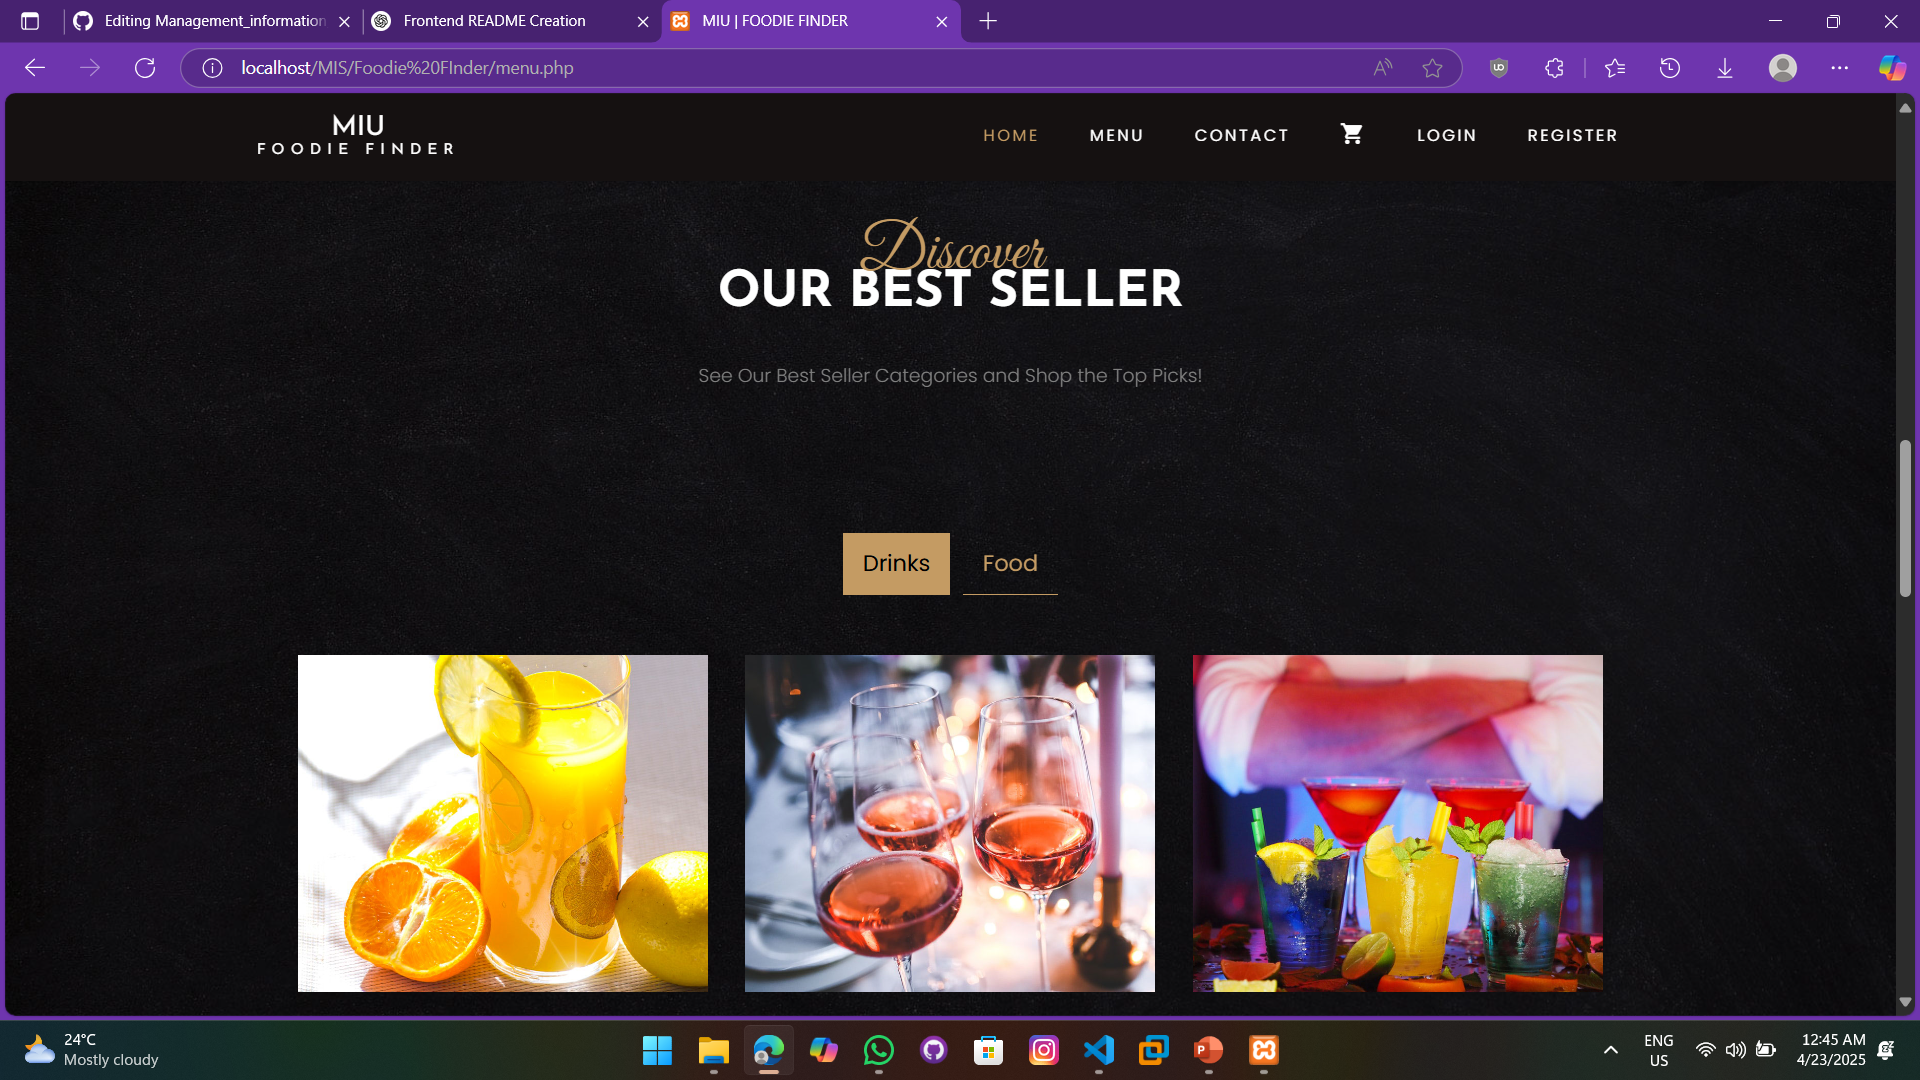 Editing Management_information
Frontend README Creation
MIU | FOODIE FINDER
localhost/MIS/Foodie%20FInder/menu.php
MIU
FOODIE FINDER
HOME
MENU
CONTACT
LOGIN
REGISTER
Discover
OUR BEST SELLER
See Our Best Seller Categories and Shop the Top Picks!
Drinks
Food
24°C
Mostly cloudy
ENG
US
12:45 AM
4/23/2025